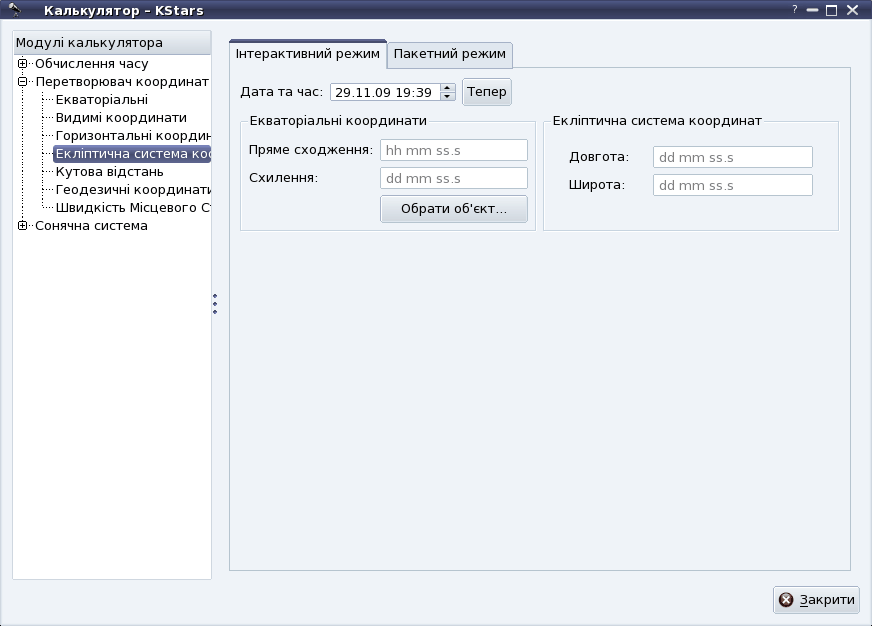 Калькулятор – KStars
?
Модулі калькулятора
Обчислення часу
Перетворювач координат
Екваторіальні
Видимі координати
Горизонтальні координ
Екліптична система коо
Кутова відстань
Геодезичні координати
Швидкість Місцевого С
Сонячна система
Інтерактивний режим
Пакетний режим
Дата та час: 29.11.09 19:39 Тепер
Екваторіальні координати
Пряме сходження: hh mm ss.s
Схилення: dd mm ss.s
Обрати об'єкт...
Екліптична система координат
Довгота: dd mm ss.s
Широта: dd mm ss.s
Закрити